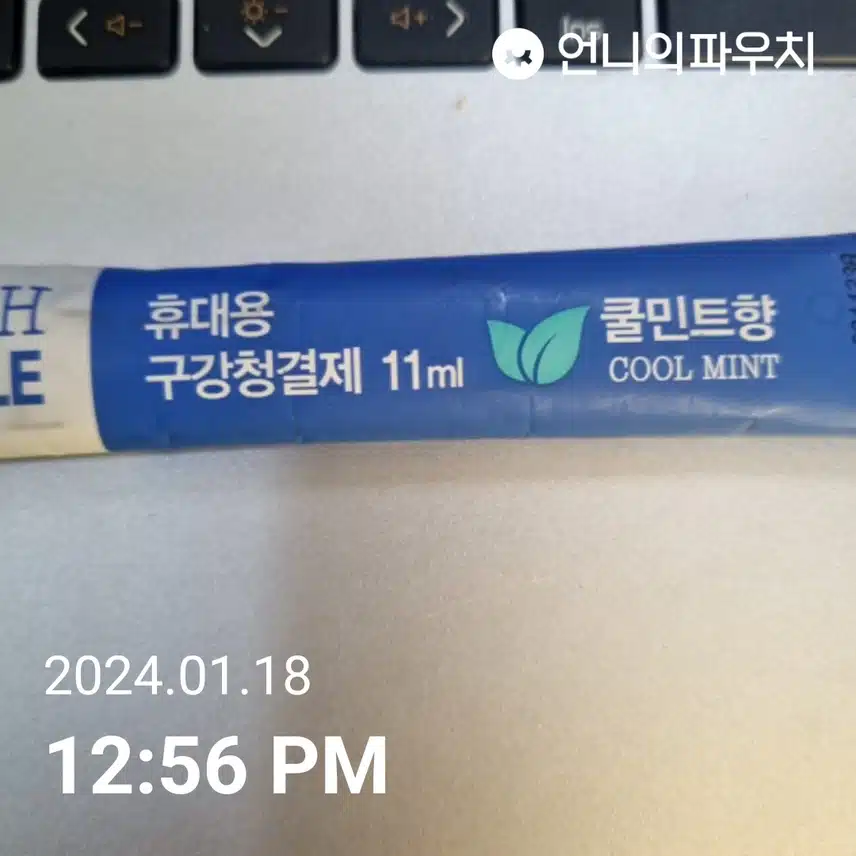 언니의파우치
H
LE
휴대용
구강청결제 11ml
쿨민트향
COOL MINT
2024.01.18
12:56 PM